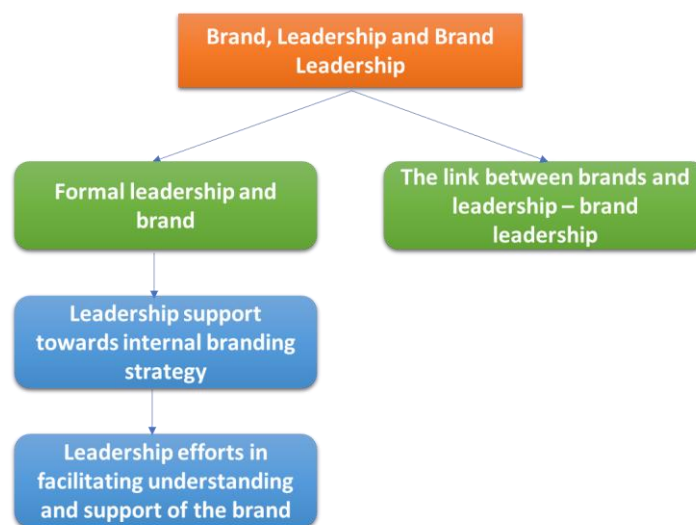 Brand, Leadership and Brand
Leadership
Formal leadership and
brand
The link between brands and
leadership – brand
leadership
Leadership support
towards internal branding
strategy
Leadership efforts in
facilitating understanding
and support of the brand